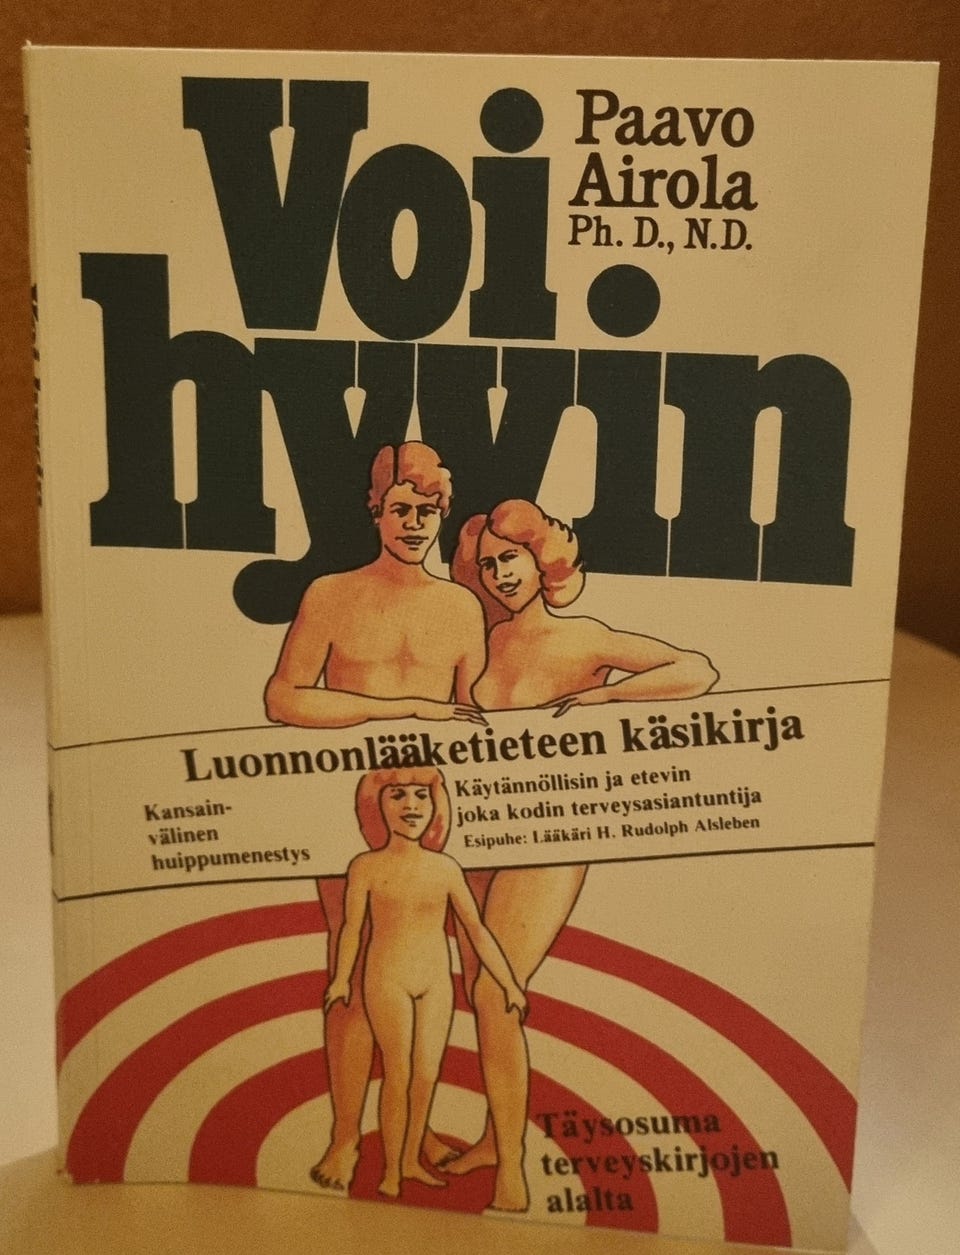 Voi
hyvin
Paavo
Airola
Ph. D., N.D.
Luonnonlääketieteen käsikirja
Kansain-
välinen
huippumenestys
Käytännöllisin ja etevin
joka kodin terveysasiantuntija
Esipuhe: Lääkäri H. Rudolph Alsleben
Täysosuma
terveyskirjojen
alalta